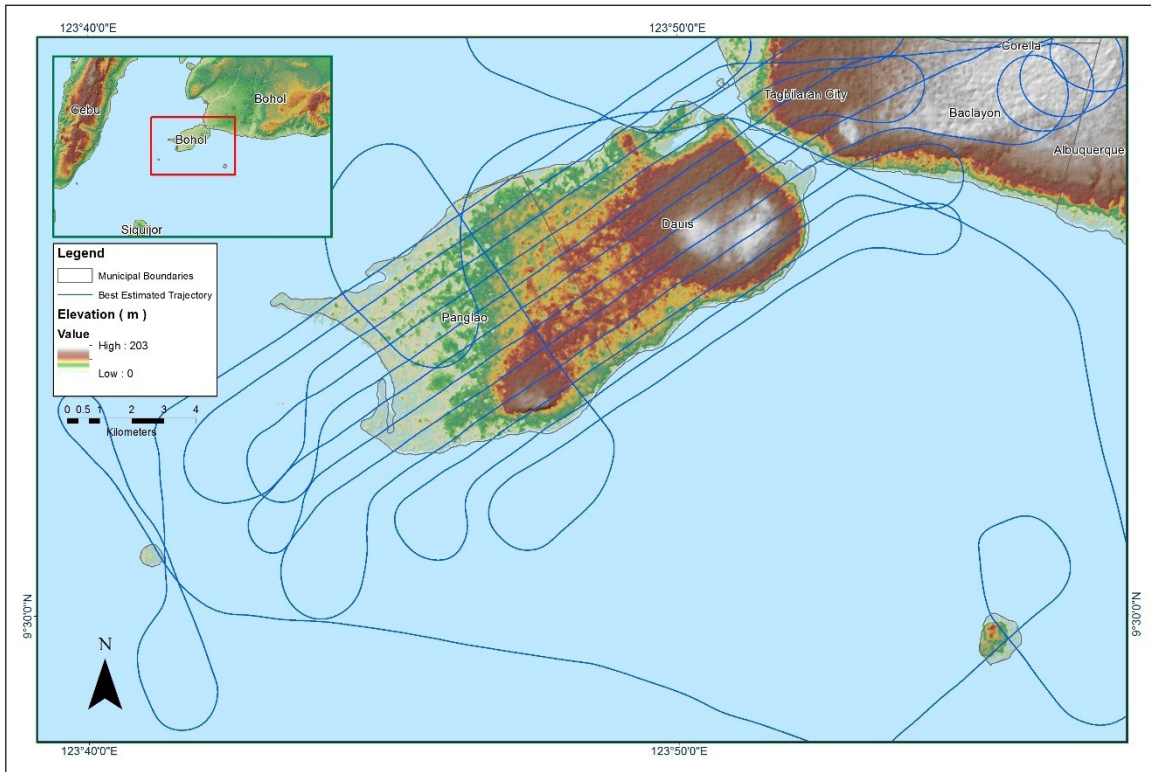 123°40'0"E
123°50'0"E
Corella
Tagbilaran City
Baclayon
Albuquerque
Cebu
Bohol
Bohol
Siquijor
Dauis
Panglao
Legend
Municipal Boundaries
Best Estimated Trajectory
Elevation ( m )
Value
High : 203
Low : 0
0 0.5 1 2 3 4
Kilometers
9°30'0"N
9°30'0"N
N
123°40'0"E
123°50'0"E